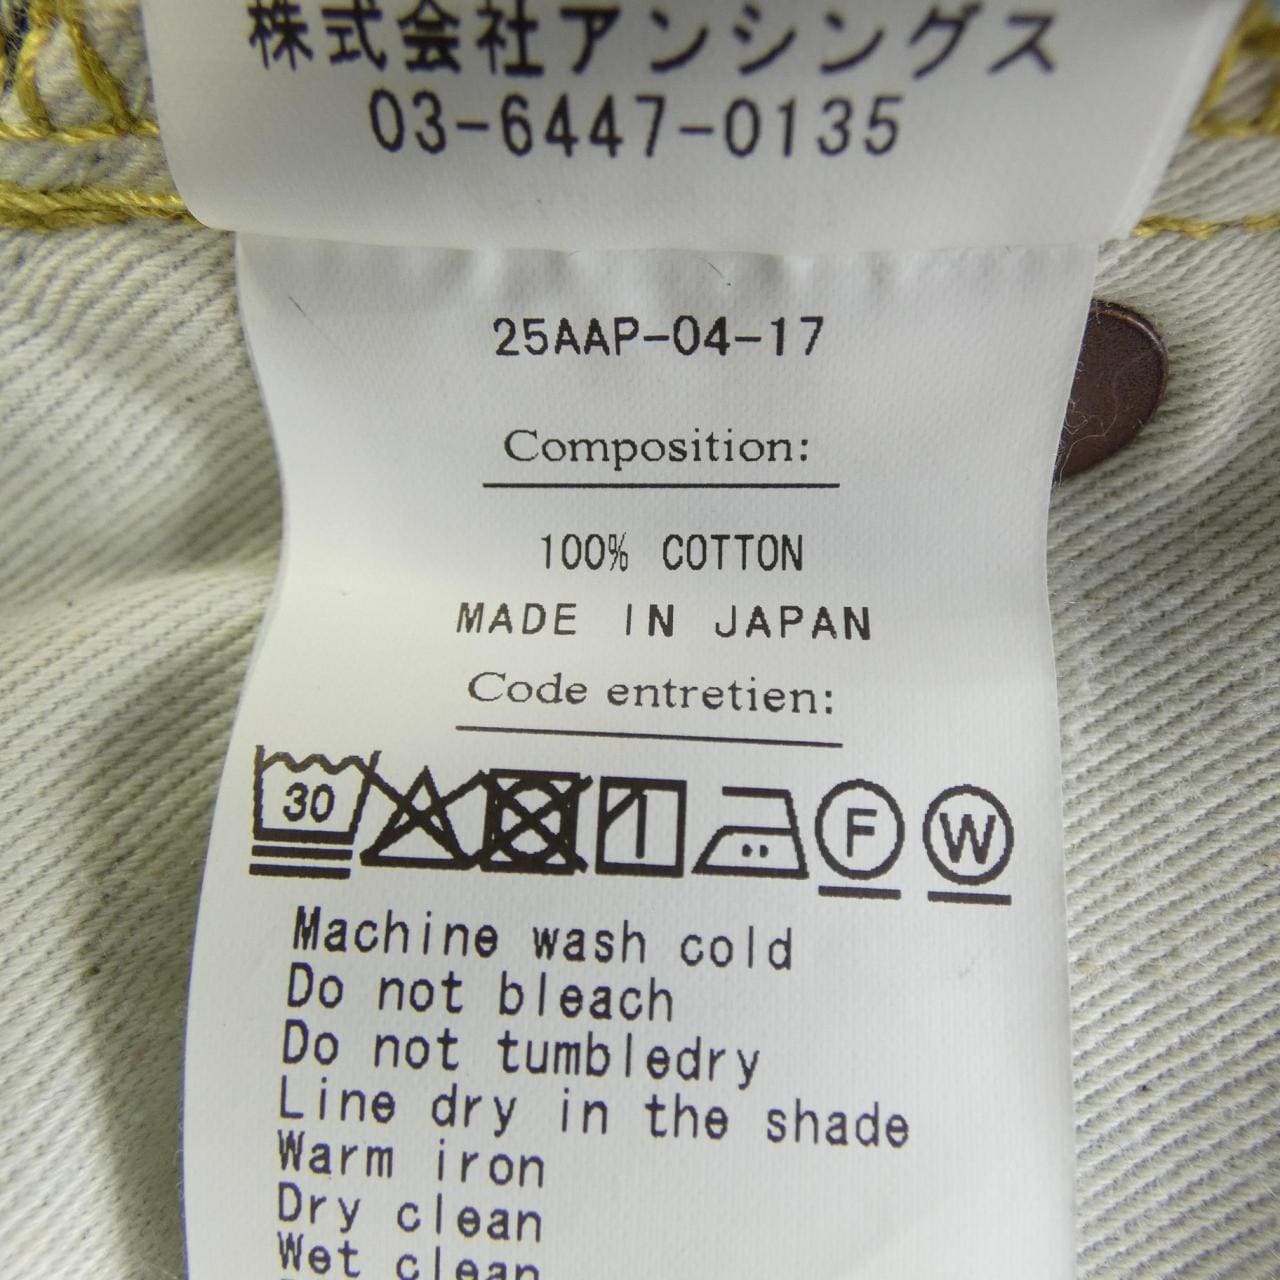 株式会社アンシングス
03-6447-0135
25AAP-04-17
Composition:
100% COTTON
MADE IN JAPAN
Code entretien:
30 F W
Machine wash cold
Do not bleach
Do not tumbledry
Line dry in the shade
Warm iron
Dry clean
Wet clean